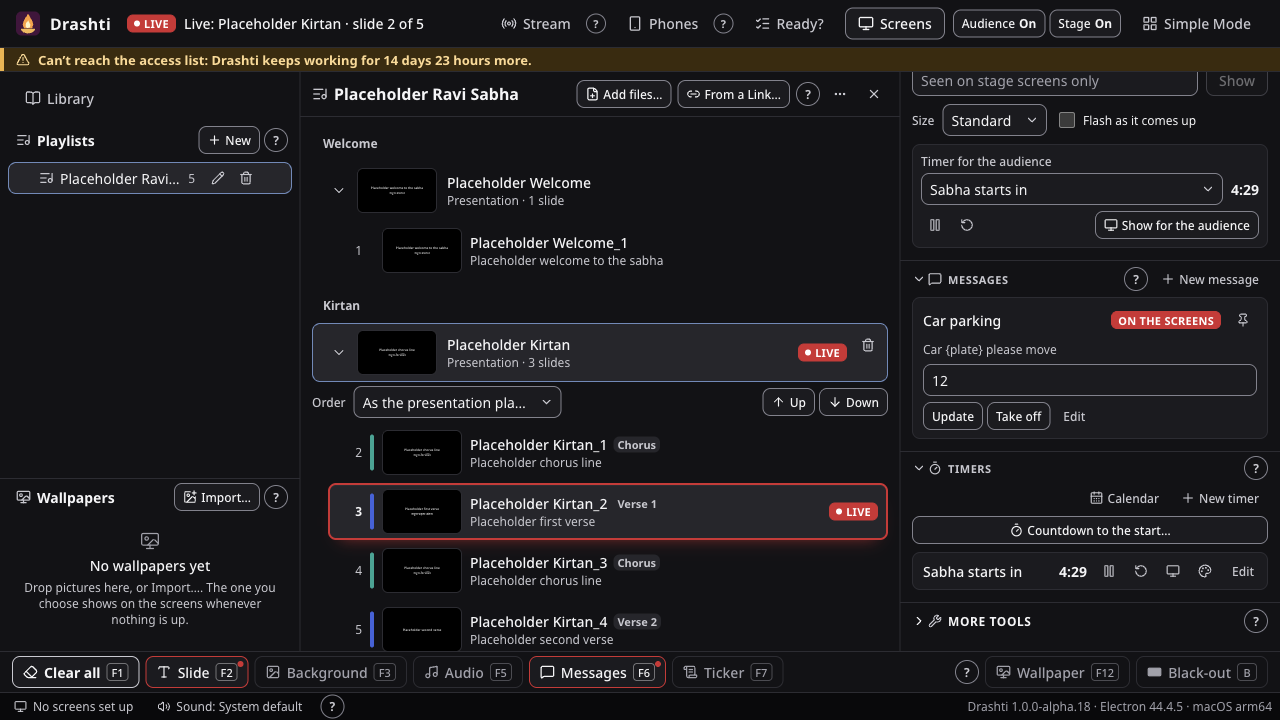 Drashti
LIVE
Live: Placeholder Kirtan · slide 2 of 5
Stream
?
Phones
?
Ready?
Screens
Audience On
Stage On
Simple Mode
Can’t reach the access list: Drashti keeps working for 14 days 23 hours more.
Library
Playlists
New
?
Placeholder Ravi... 5
Wallpapers
Import...
?
No wallpapers yet
Drop pictures here, or Import.... The one you
choose shows on the screens whenever
nothing is up.
Placeholder Ravi Sabha
Add files...
From a Link...
?
Welcome
Placeholder Welcome
Presentation · 1 slide
1
Placeholder Welcome_1
Placeholder welcome to the sabha
Kirtan
Placeholder Kirtan
Presentation · 3 slides
LIVE
Order
As the presentation pla...
Up
Down
2
Placeholder Kirtan_1 Chorus
Placeholder chorus line
3
Placeholder Kirtan_2 Verse 1
Placeholder first verse
LIVE
4
Placeholder Kirtan_3 Chorus
Placeholder chorus line
5
Placeholder Kirtan_4 Verse 2
Placeholder second verse
Seen on stage screens only
Show
Size
Standard
Flash as it comes up
Timer for the audience
Sabha starts in
4:29
Show for the audience
MESSAGES
?
New message
Car parking
ON THE SCREENS
Car {plate} please move
12
Update
Take off
Edit
TIMERS
?
Calendar
New timer
Countdown to the start...
Sabha starts in
4:29
Edit
MORE TOOLS
?
Clear all F1
Slide F2
Background F3
Audio F5
Messages F6
Ticker F7
?
Wallpaper F12
Black-out B
No screens set up
Sound: System default
?
Drashti 1.0.0-alpha.18 · Electron 44.4.5 · macOS arm64